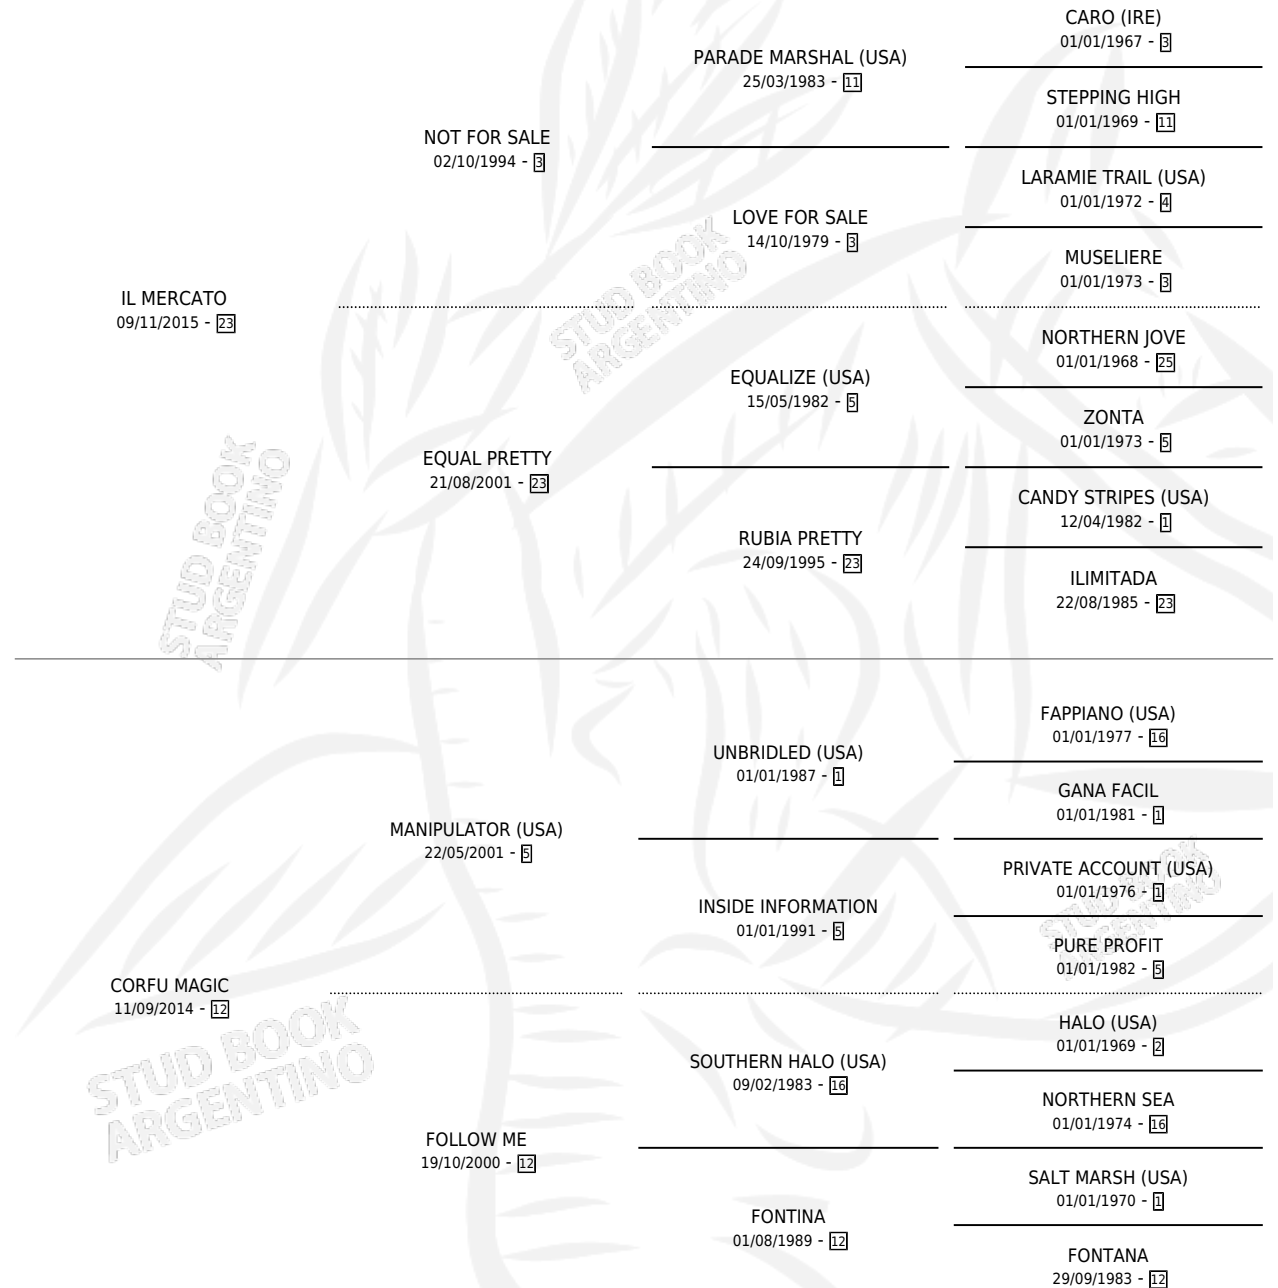 CARO (IRE)
01/01/1967 - 3
PARADE MARSHAL (USA)
25/03/1983 - 11
STEPPING HIGH
01/01/1969 - 11
NOT FOR SALE
02/10/1994 - 3
LARAMIE TRAIL (USA)
01/01/1972 - 4
LOVE FOR SALE
14/10/1979 - 3
MUSELIERE
01/01/1973 - 3
IL MERCATO
09/11/2015 - 23
NORTHERN JOVE
01/01/1968 - 25
EQUALIZE (USA)
15/05/1982 - 5
ZONTA
01/01/1973 - 5
EQUAL PRETTY
21/08/2001 - 23
CANDY STRIPES (USA)
12/04/1982 - 1
RUBIA PRETTY
24/09/1995 - 23
ILIMITADA
22/08/1985 - 23
STUD BOOK
ARGENTINO
STUD BOOK
ARGENTINO
FAPPIANO (USA)
01/01/1977 - 16
UNBRIDLED (USA)
01/01/1987 - 1
GANA FACIL
01/01/1981 - 1
MANIPULATOR (USA)
22/05/2001 - 5
PRIVATE ACCOUNT (USA)
01/01/1976 - 1
INSIDE INFORMATION
01/01/1991 - 5
PURE PROFIT
01/01/1982 - 5
STUD BOOK
ARGENTINO
CORFU MAGIC
11/09/2014 - 12
HALO (USA)
01/01/1969 - 2
SOUTHERN HALO (USA)
09/02/1983 - 16
NORTHERN SEA
01/01/1974 - 16
FOLLOW ME
19/10/2000 - 12
SALT MARSH (USA)
01/01/1970 - 1
FONTINA
01/08/1989 - 12
FONTANA
29/09/1983 - 12
STUD BOOK
ARGENTINO